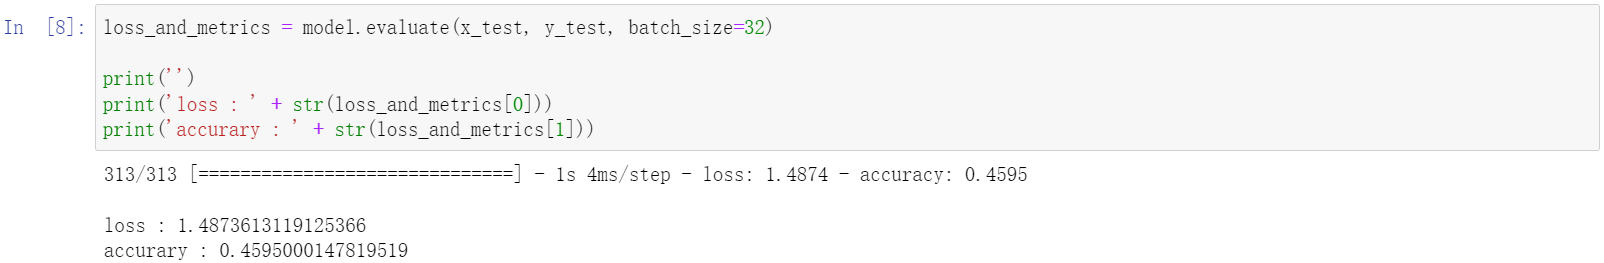 In [8]: loss_and_metrics = model.evaluate(x_test, y_test, batch_size=32)
print('')
print('loss : ' + str(loss_and_metrics[0]))
print('accurary : ' + str(loss_and_metrics[1]))
313/313 [==============================] - 1s 4ms/step - loss: 1.4874 - accuracy: 0.4595
loss : 1.4873613119125366
accurary : 0.4595000147819519